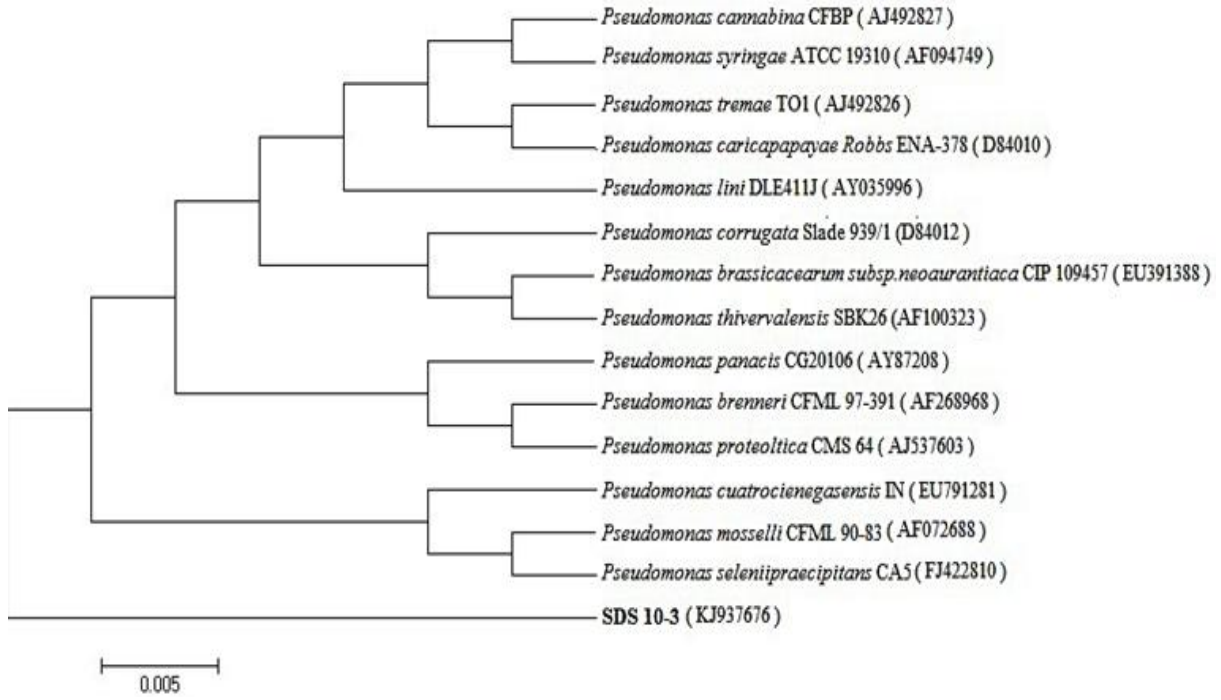 Pseudomonas cannabina CFBP ( AJ492827 )
Pseudomonas syringae ATCC 19310 ( AF094749 )
Pseudomonas tremae TO1 ( AJ492826 )
Pseudomonas caricapapayae Robbs ENA-378 ( D84010 )
Pseudomonas lini DLE411J ( AY035996 )
Pseudomonas corrugata Slade 939/1 (D84012 )
Pseudomonas brassicacearum subsp.neoaurantiaca CIP 109457 ( EU391388 )
Pseudomonas thivervalensis SBK26 (AF100323 )
Pseudomonas panacis CG20106 ( AY87208 )
Pseudomonas brenneri CFML 97-391 ( AF268968 )
Pseudomonas proteoltica CMS 64 ( AJ537603 )
Pseudomonas cuatrocienegasensis IN ( EU791281 )
Pseudomonas mosselli CFML 90-83 ( AF072688 )
Pseudomonas seleniipraecipitans CA5 ( FJ422810 )
SDS 10-3 ( KJ937676 )
0.005